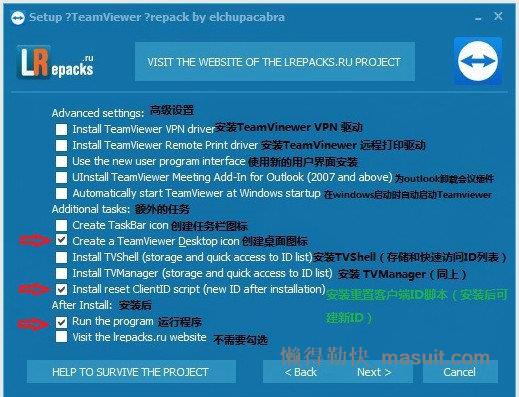 Setup ?TeamViewer ?repack by elchupacabra
LRepacks.ru
VISIT THE WEBSITE OF THE LREPACKS.RU PROJECT
Advanced settings: 高级设置
Install TeamViewer VPN driver安装TeamVinewer VPN 驱动
Install TeamViewer Remote Print driver 安装TeamVinewer 远程打印驱动
Use the new user program interface 使用新的用户界面安装
UInstall TeamViewer Meeting Add-In for Outlook (2007 and above) 为outlook卸载会议插件
Automatically start TeamViewer at Windows startup 在windows启动时自动启动Teamviewer
Additional tasks: 额外的任务
Create TaskBar icon 创建任务栏图标
Create a TeamViewer Desktop icon 创建桌面图标
Install TVShell (storage and quick access to ID list)安装TVShell（存储和快速访问ID列表）
Install TVManager (storage and quick access to ID list) 安装 TVManager（同上）
Install reset ClientID script (new ID after installation) 安装重置客户端ID脚本（安装后可
建新ID）
After Install: 安装后
Run the program 运行程序
Visit the lrepacks.ru website 不需要勾选
懒得勤快 masuit.com
HELP TO SURVIVE THE PROJECT
< Back
Next >
Cancel